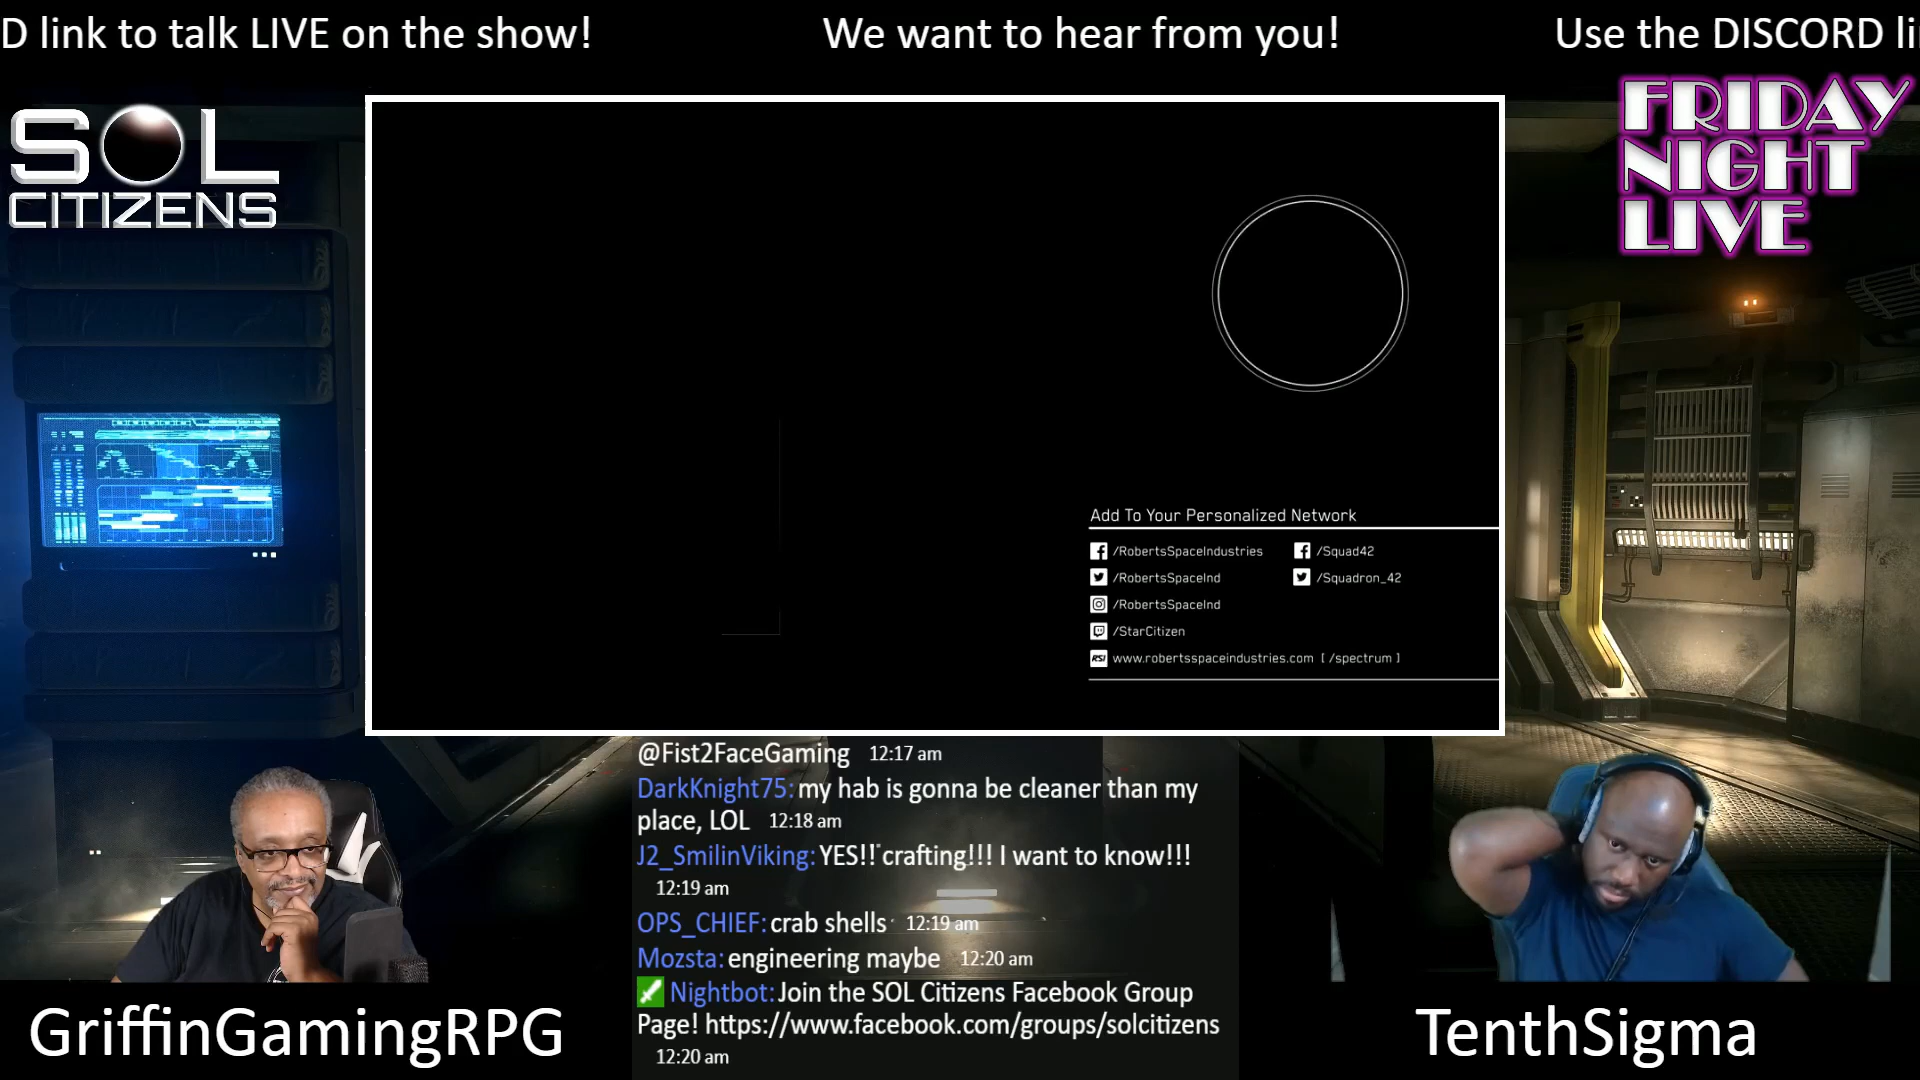 D link to talk LIVE on the show! We want to hear from you! Use the DISCORD li
SOL
CITIZENS
FRIDAY
NIGHT
LIVE
Add To Your Personalized Network
/RobertsSpaceIndustries /Squad42
/RobertsSpaceInd /Squadron_42
/RobertsSpaceInd
/StarCitizen
RSI www.robertsspaceindustries.com [ /spectrum ]
@Fist2FaceGaming 12:17 am
DarkKnight75: my hab is gonna be cleaner than my
place, LOL 12:18 am
J2_SmilinViking: YES!! crafting!!! I want to know!!!
12:19 am
OPS_CHIEF: crab shells 12:19 am
Mozsta: engineering maybe 12:20 am
Nightbot: Join the SOL Citizens Facebook Group
Page! https://www.facebook.com/groups/solcitizens
12:20 am
GriffinGamingRPG
TenthSigma